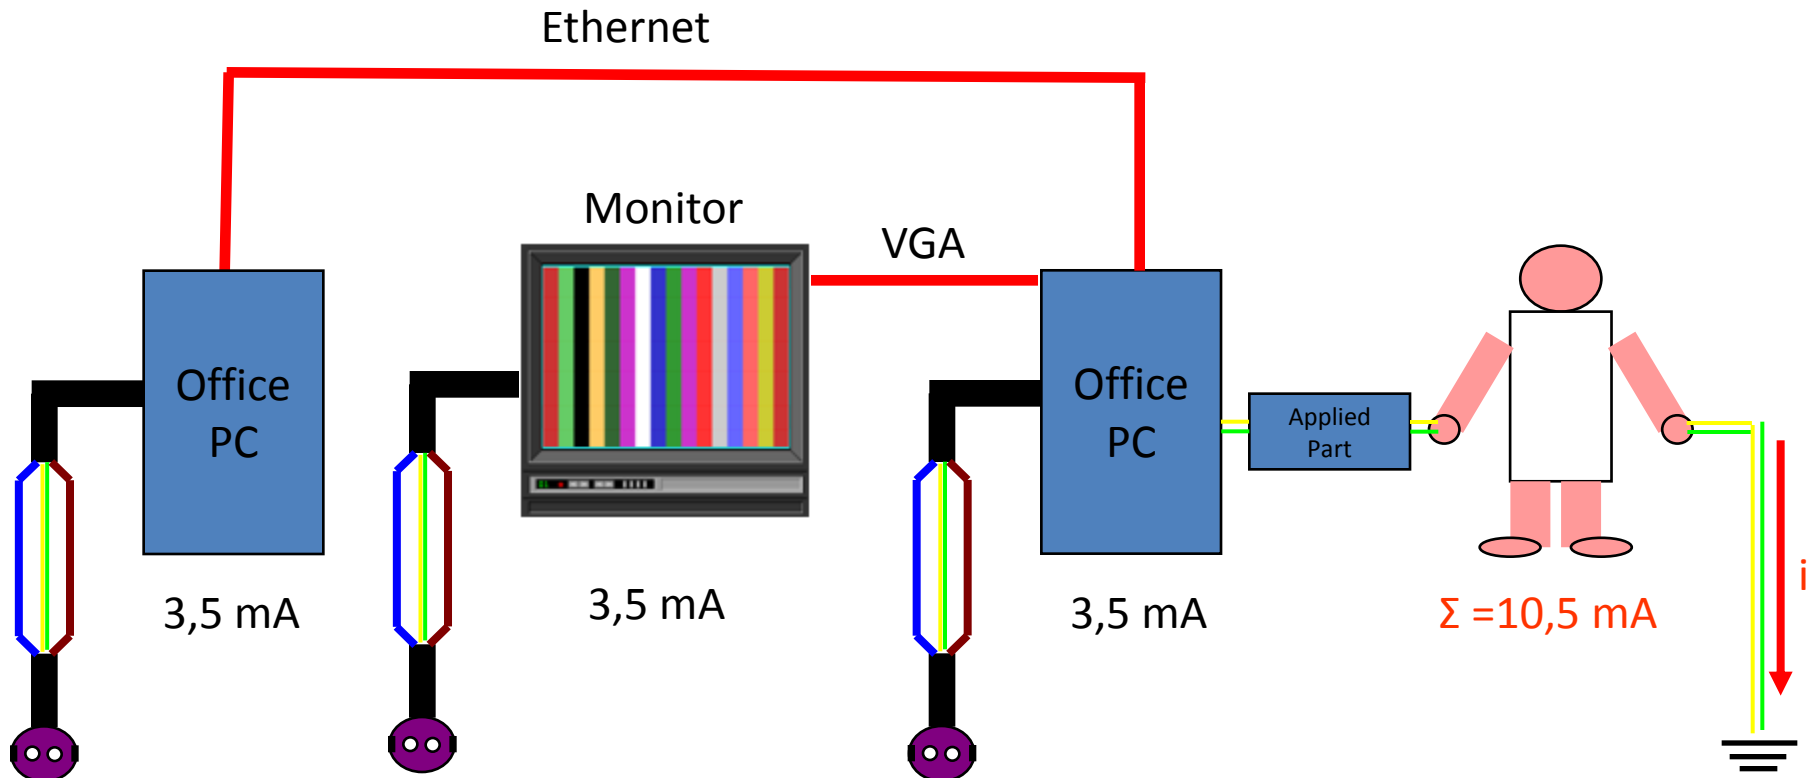 Ethernet
Monitor
VGA
Office
PC
Office
PC
Applied
Part
3,5 mA
3,5 mA
3,5 mA
Σ =10,5 mA
i